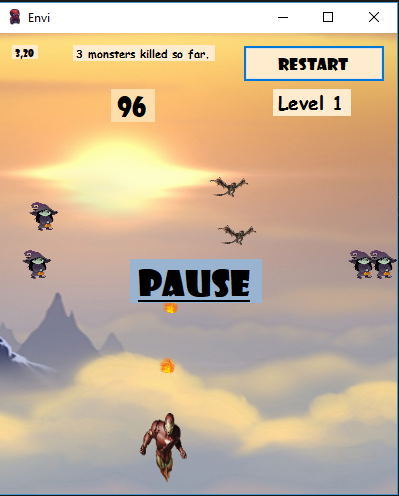 Envi
3,20
3 monsters killed so far.
RESTART
96
Level 1
PAUSE